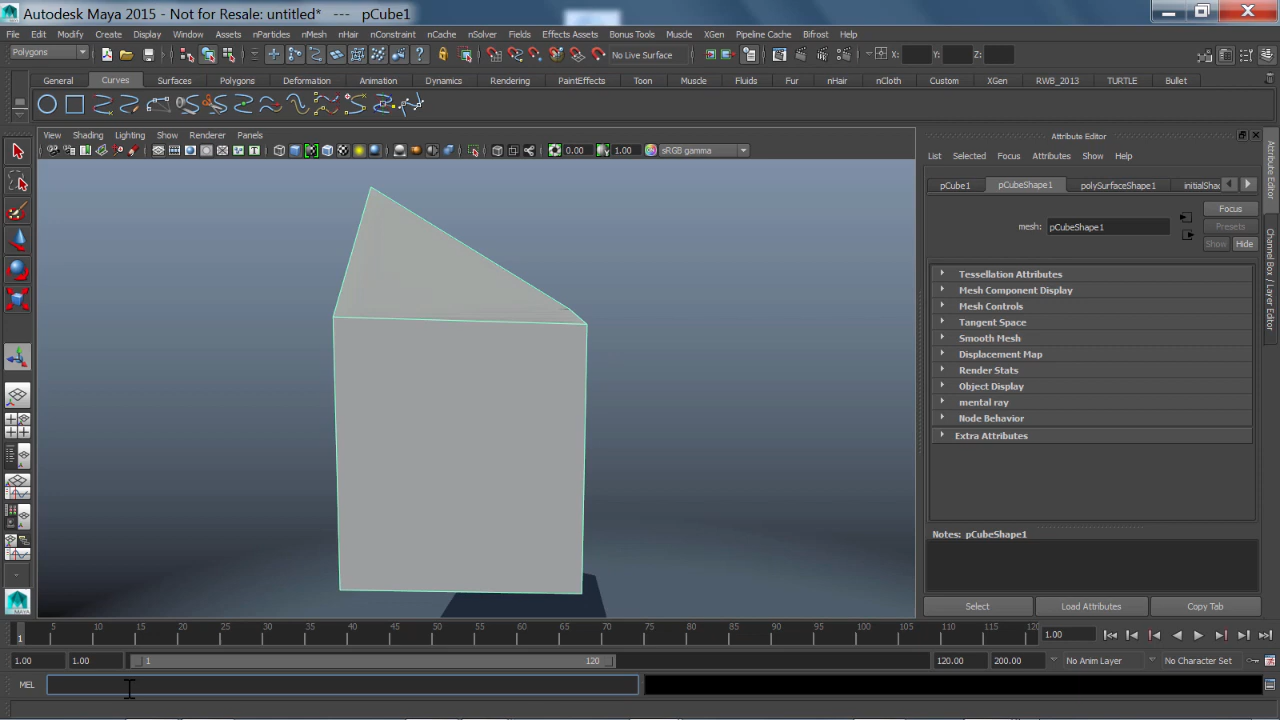 Autodesk Maya 2015 - Not for Resale: untitled* --- pCube1
File Edit Modify Create Display Window Assets nParticles nMesh nHair nConstraint nCache nSolver Fields Effects Assets Bonus Tools Muscle XGen Pipeline Cache Bifrost Help
Polygons No Live Surface X: Y: Z:
General Curves Surfaces Polygons Deformation Animation Dynamics Rendering PaintEffects Toon Muscle Fluids Fur nHair nCloth Custom XGen RWB_2013 TURTLE Bullet
View Shading Lighting Show Renderer Panels
0.00 1.00 sRGB gamma
Attribute Editor
List Selected Focus Attributes Show Help
pCube1 pCubeShape1 polySurfaceShape1 initialShad
Focus
mesh: pCubeShape1 Presets
Show Hide
Tessellation Attributes
Mesh Component Display
Mesh Controls
Tangent Space
Smooth Mesh
Displacement Map
Render Stats
Object Display
mental ray
Node Behavior
Extra Attributes
Notes: pCubeShape1
Select Load Attributes Copy Tab
Attribute Editor
Channel Box / Layer Editor
MAYA
1 5 10 15 20 25 30 35 40 45 50 55 60 65 70 75 80 85 90 95 100 105 110 115 120 1.00
1.00 1.00 1 120 120.00 200.00 No Anim Layer No Character Set
MEL